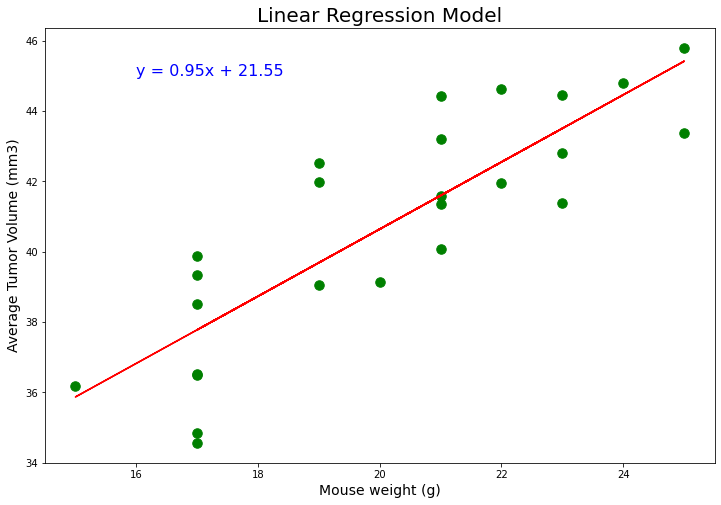 Linear Regression Model
y = 0.95x + 21.55
Average Tumor Volume (mm3)
46
44
42
40
38
36
34
16 18 20 22 24
Mouse weight (g)